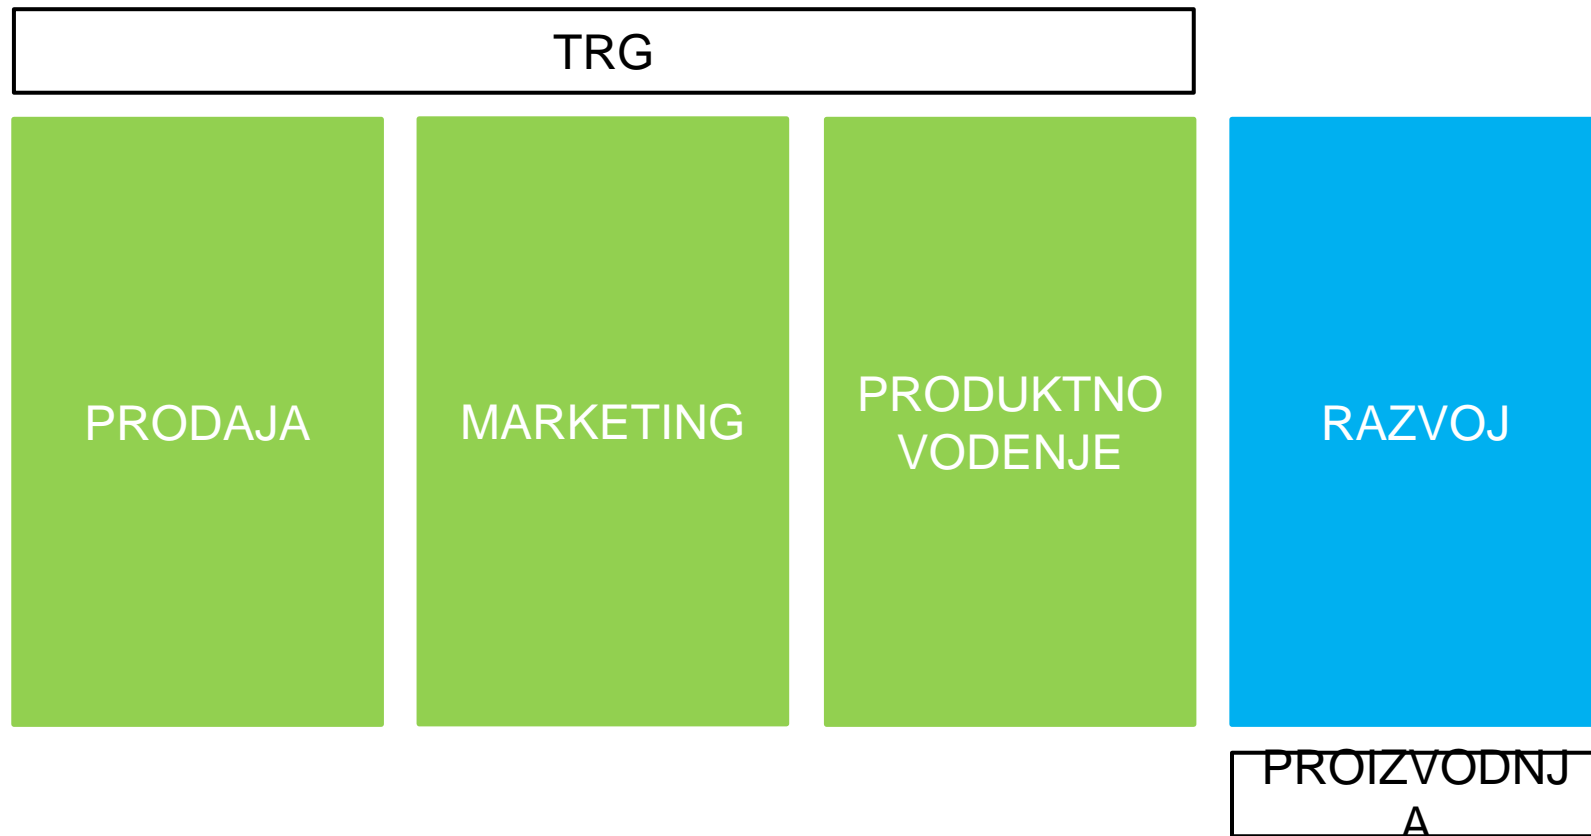 TRG
PRODAJA
MARKETING
PRODUKTNO
VODENJE
RAZVOJ
PROIZVODNJ
A